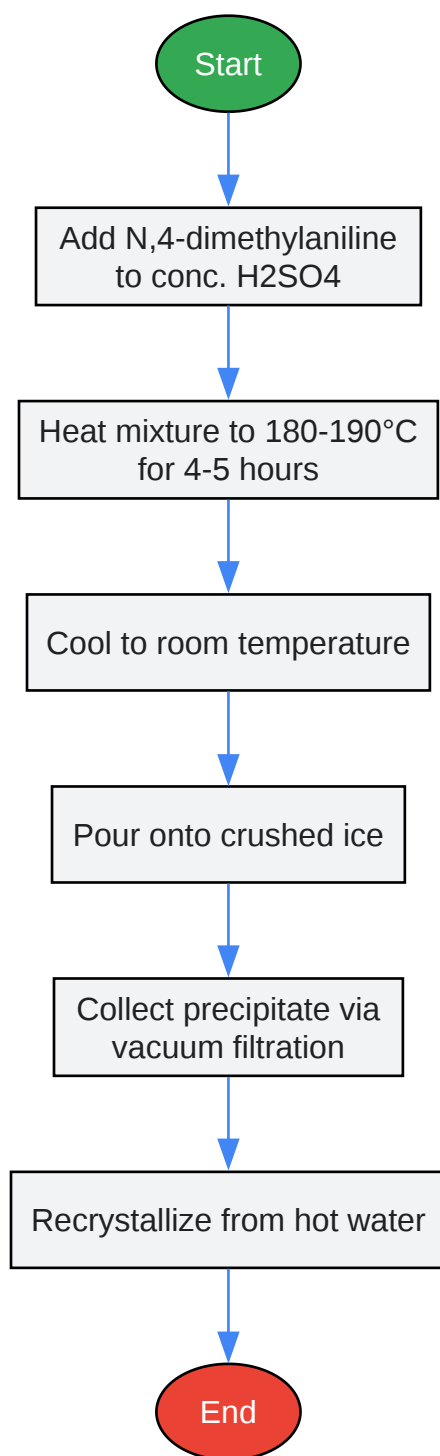 Start
Add N,4-dimethylaniline
to conc. H2SO4
Heat mixture to 180-190°C
for 4-5 hours
Cool to room temperature
Pour onto crushed ice
Collect precipitate via
vacuum filtration
Recrystallize from hot water
End